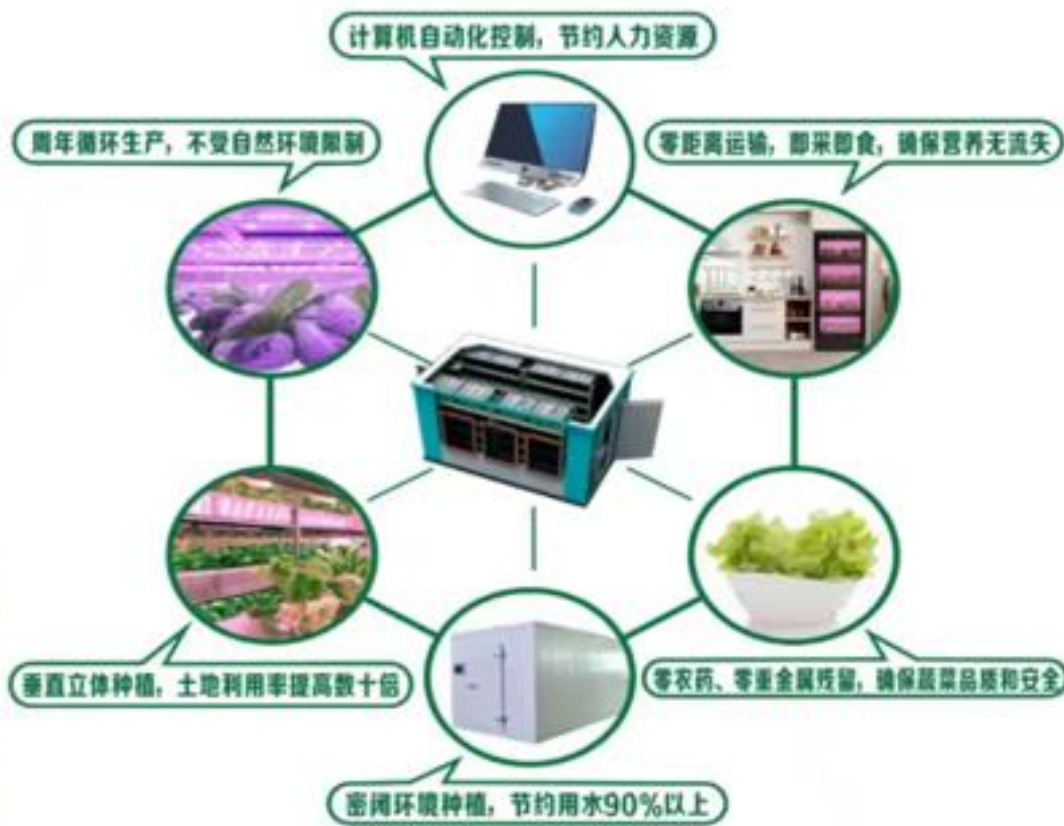 计算机自动化控制，节约人力资源
周年循环生产，不受自然环境限制
零距离运输，即采即食，确保营养无流失
垂直立体种植，土地利用率提高数十倍
零农药、零重金属残留，确保蔬菜品质和安全
密闭环境种植，节约用水90%以上